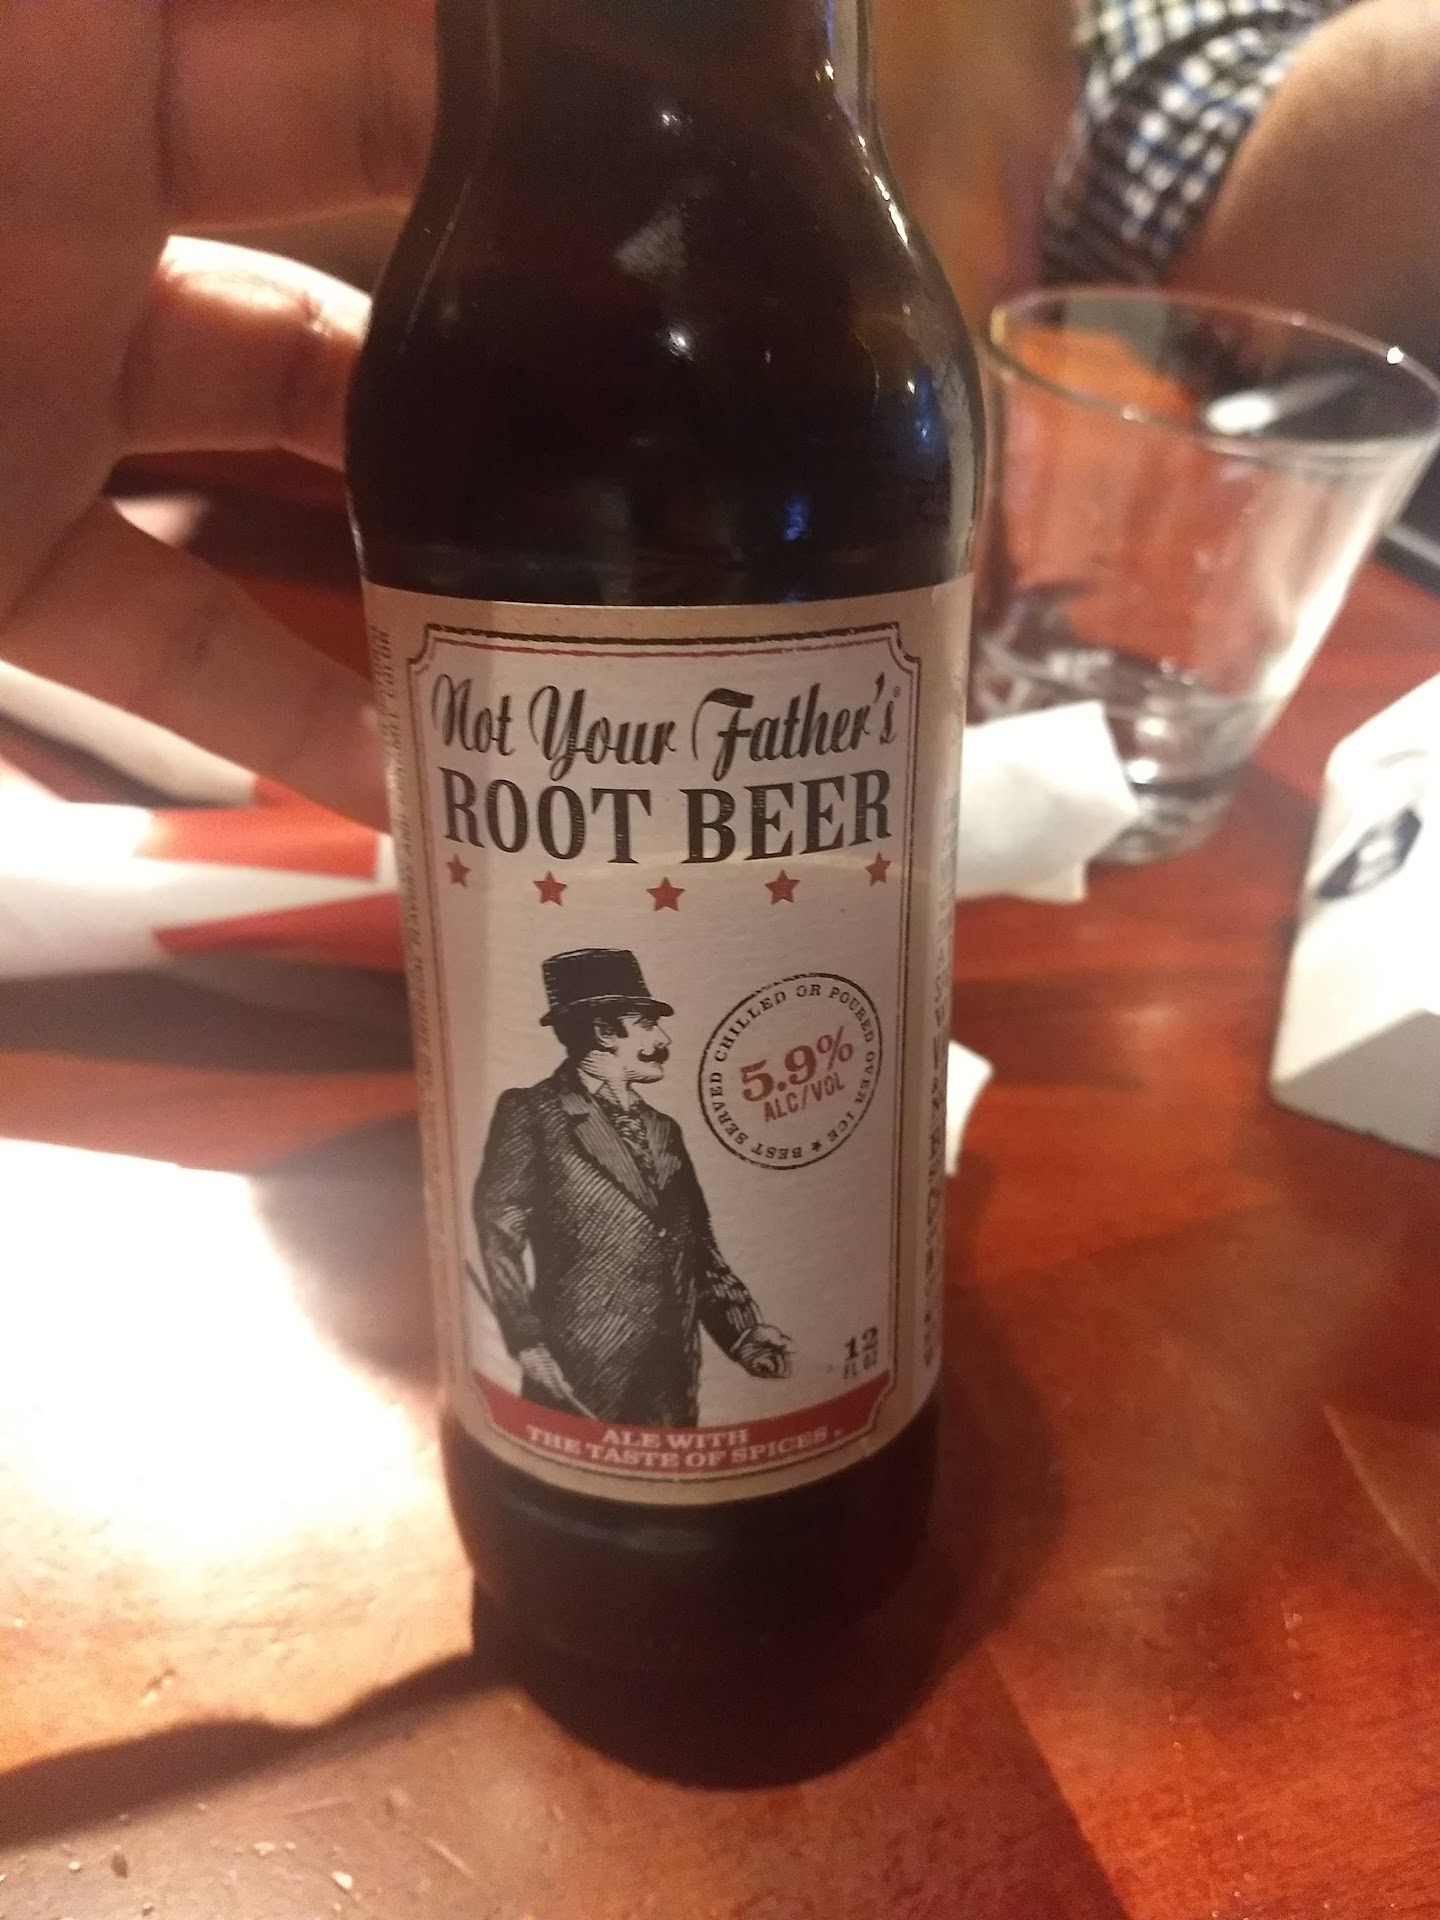 Not Your Father's®
ROOT BEER
BEST SERVED CHILLED OR POURED OVER ICE ★
5.9%
ALC/VOL
12
FL OZ
ALE WITH
THE TASTE OF SPICES.